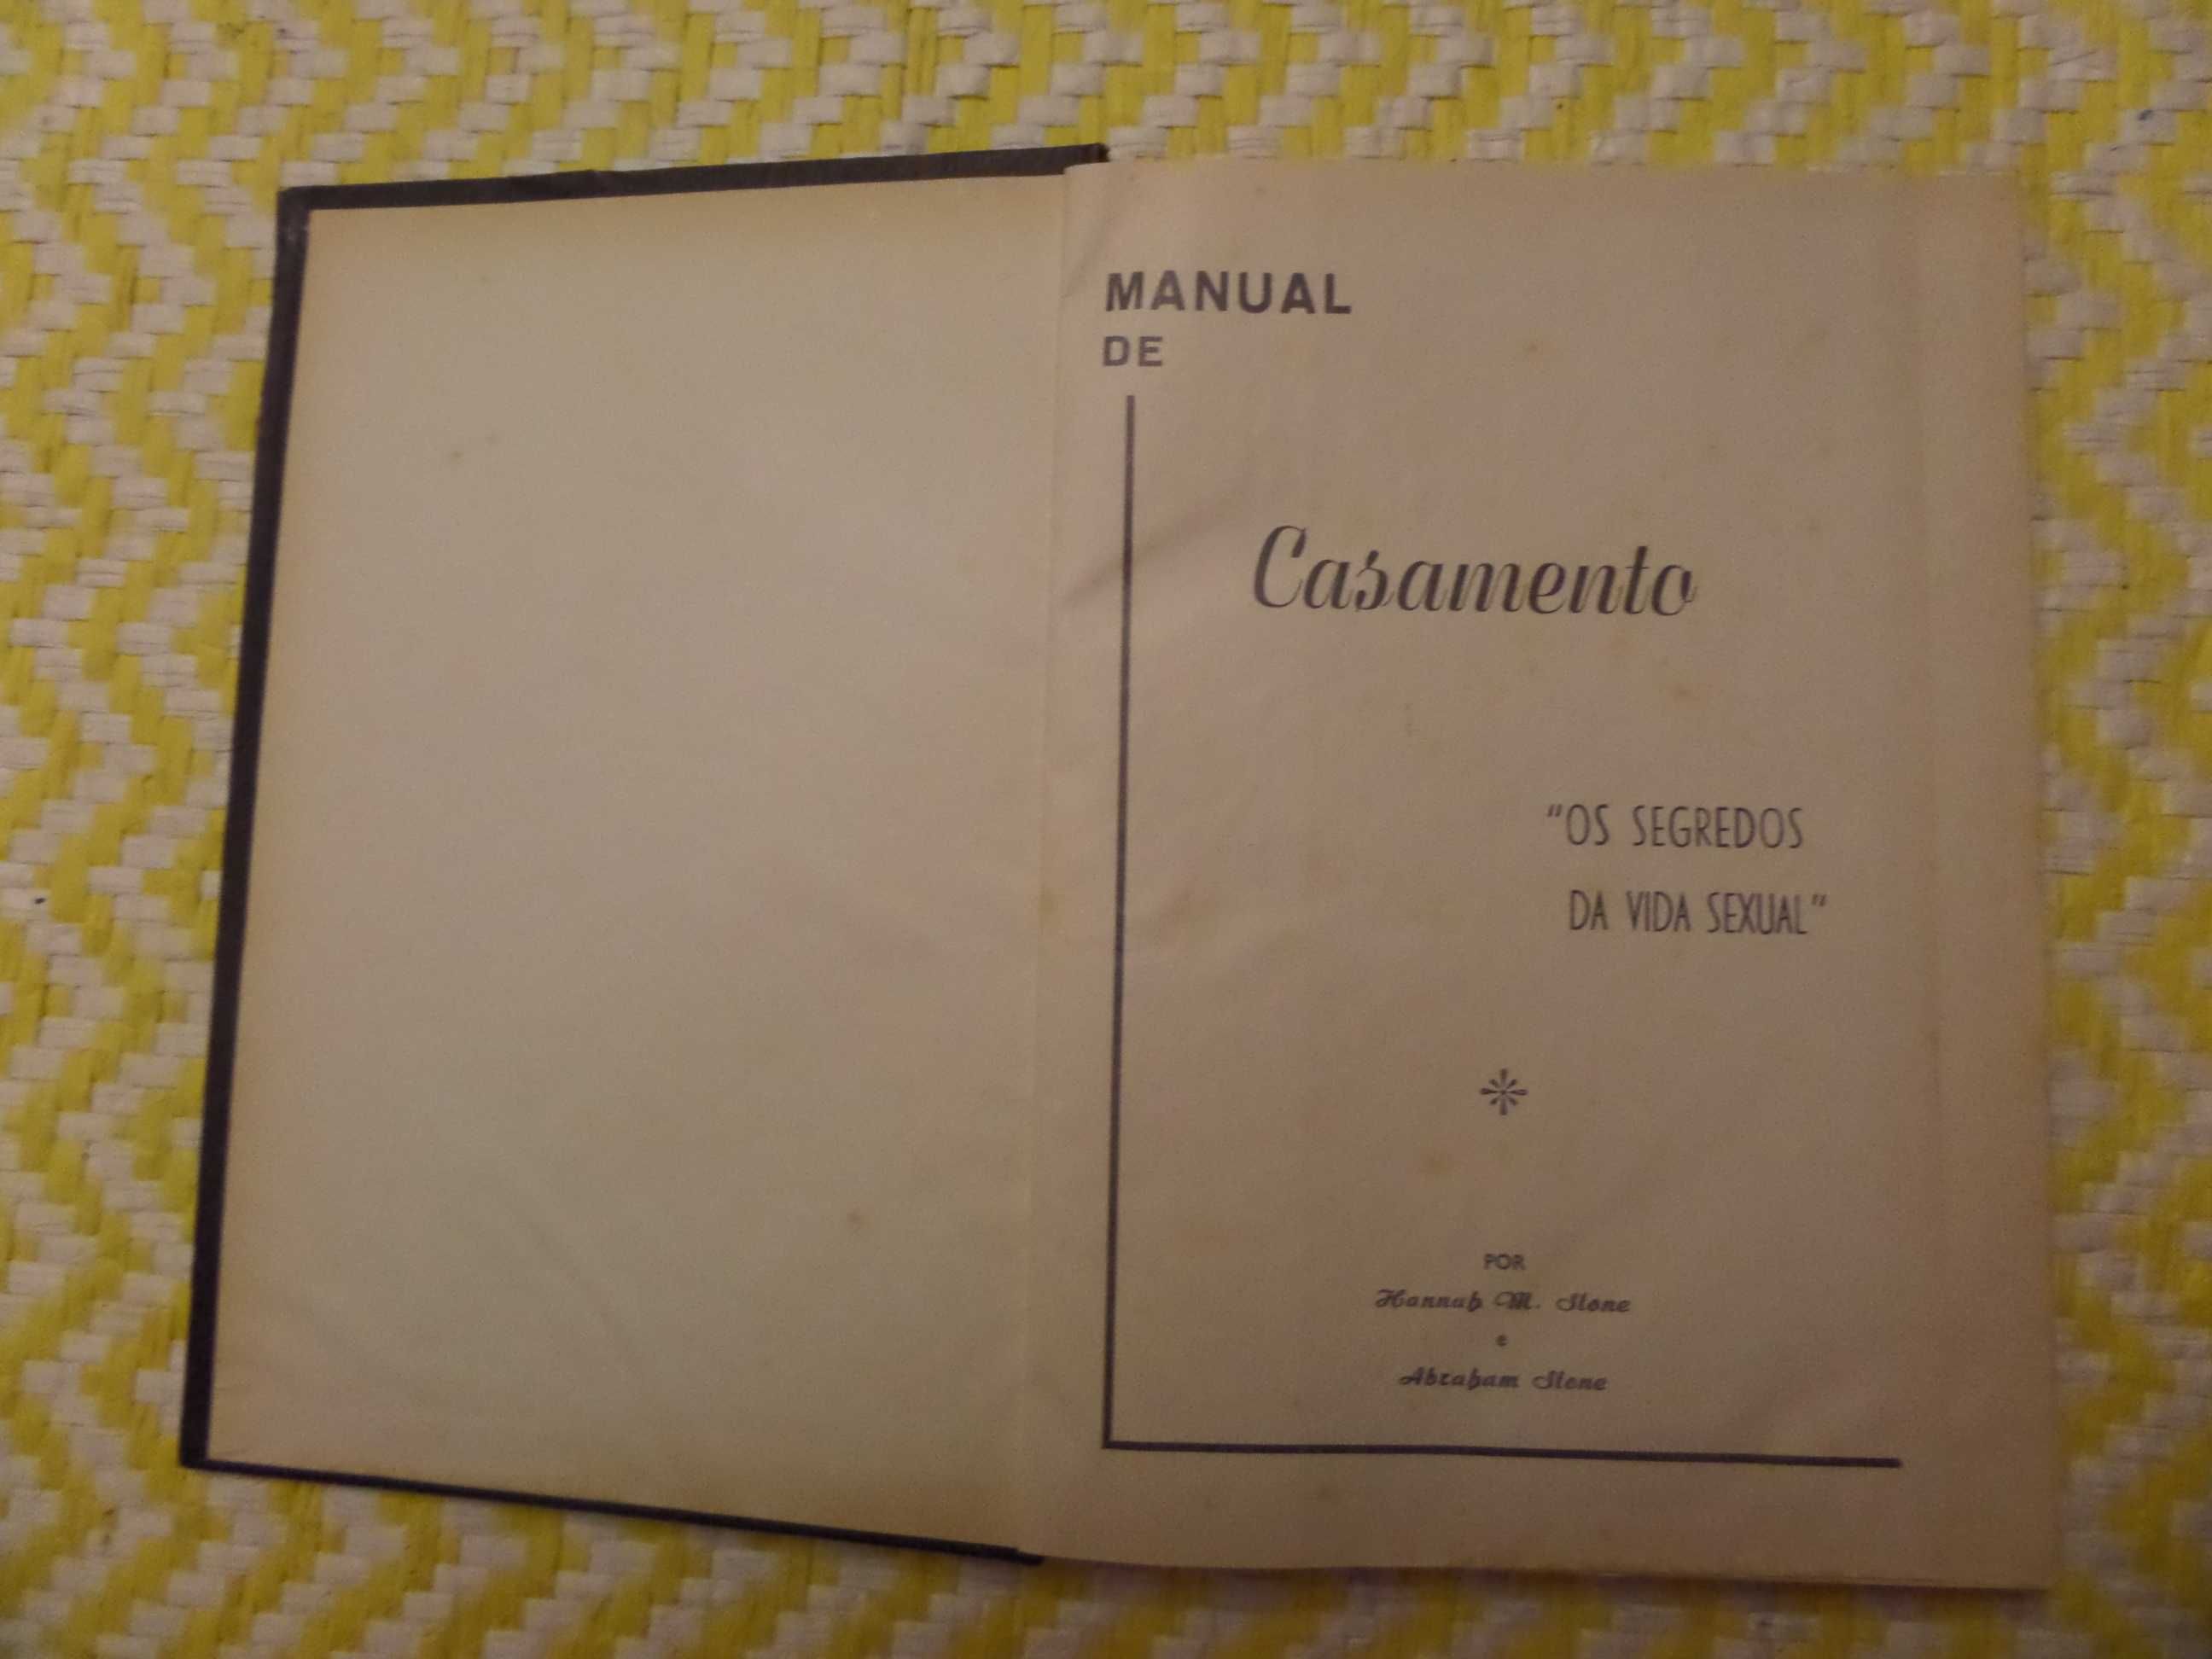 MANUAL
DE
Casamento
"OS SEGREDOS
DA VIDA SEXUAL"
POR
Hannah M. Stone
e
Abraham Stone